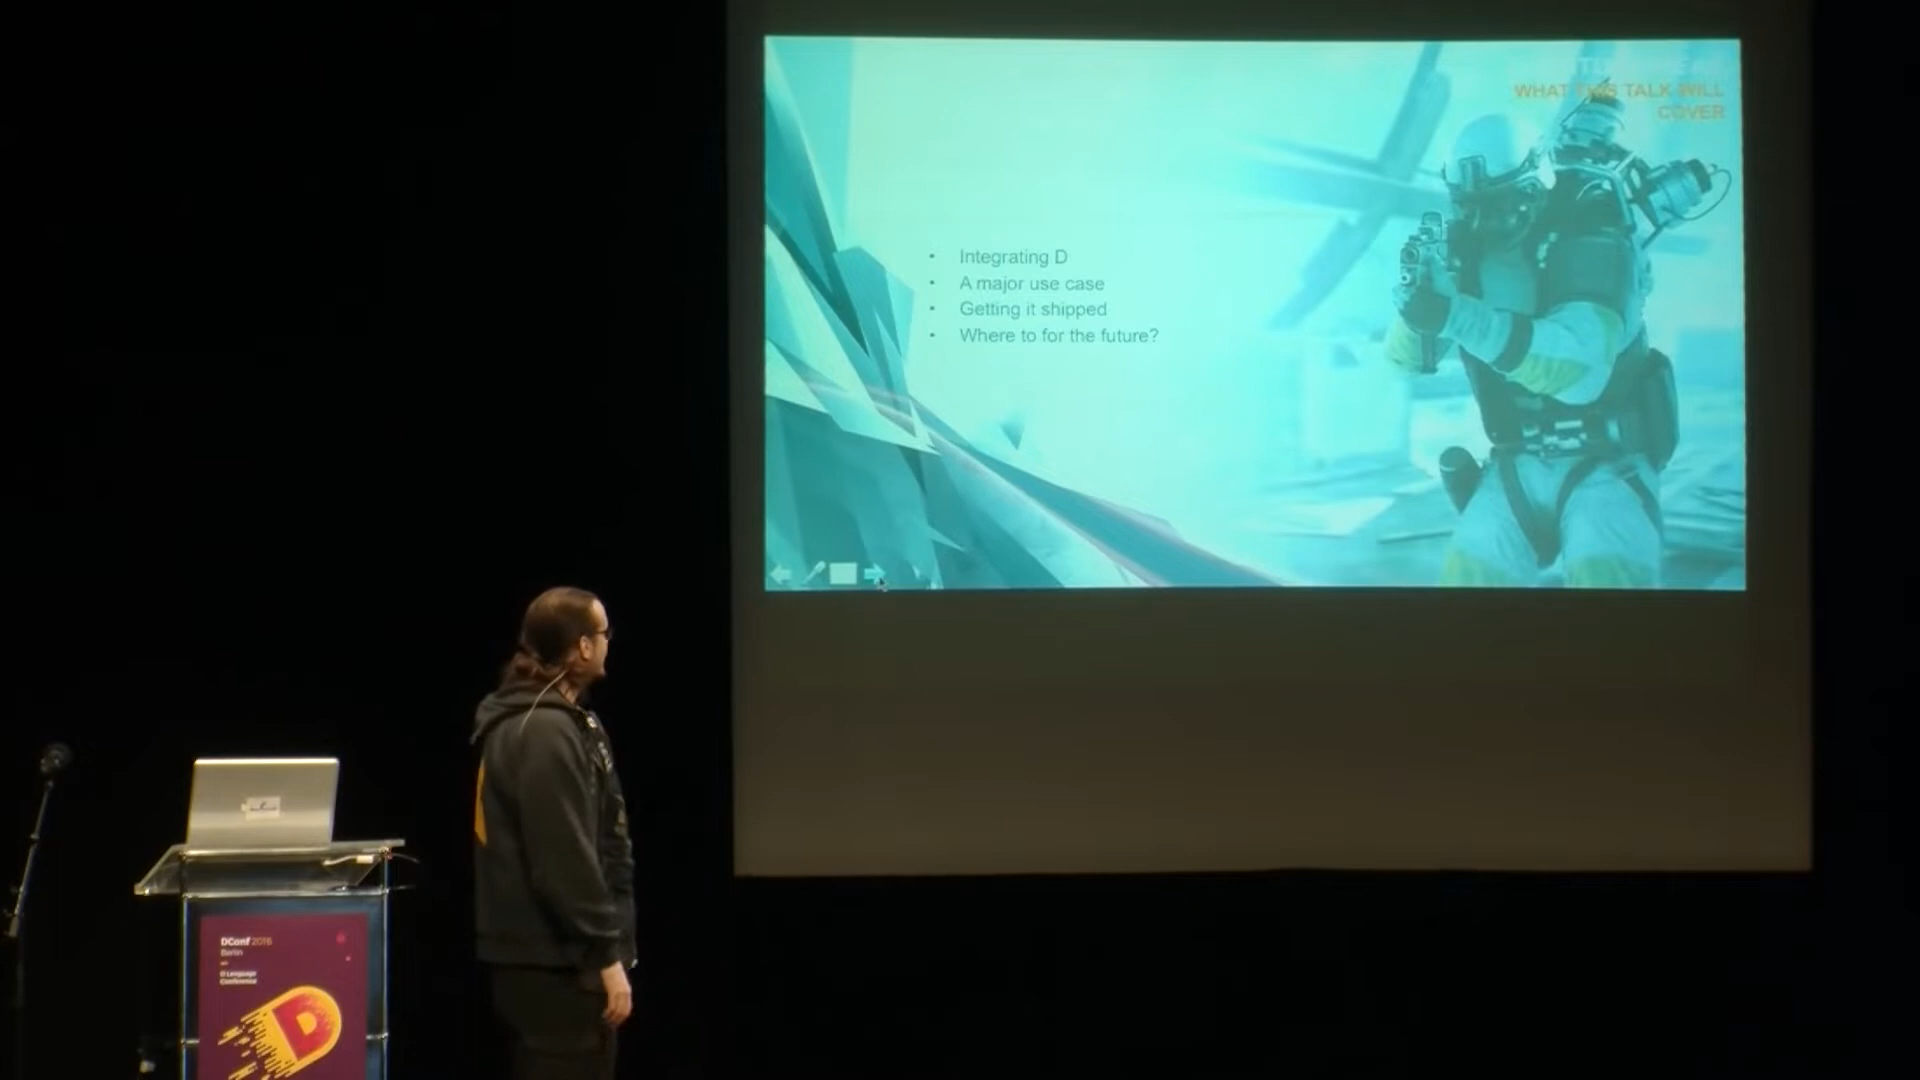 WHAT THIS TALK WILL
COVER
• Integrating D
• A major use case
• Getting it shipped
• Where to for the future?
DConf 2016
Berlin
D Language
Conference
D